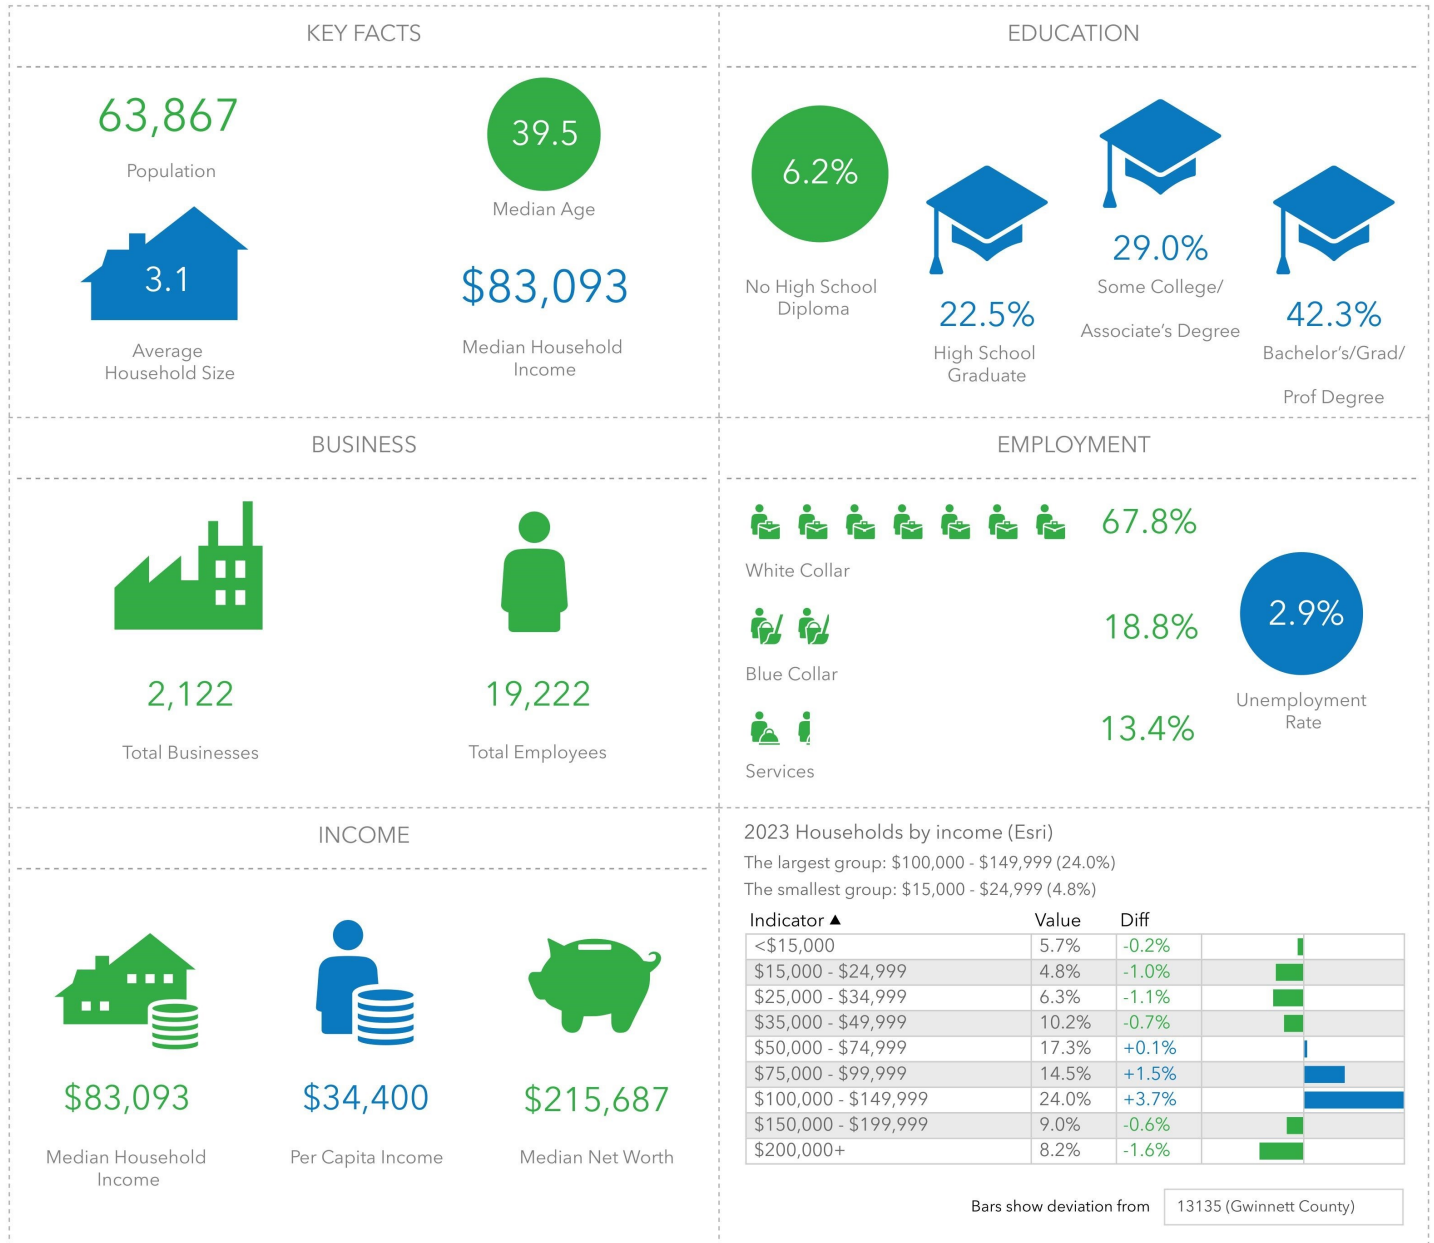 KEY FACTS
63,867
Population
39.5
Median Age
3.1
Average
Household Size
$83,093
Median Household
Income
EDUCATION
6.2%
No High School
Diploma
22.5%
High School
Graduate
29.0%
Some College/
Associate's Degree
42.3%
Bachelor's/Grad/
Prof Degree
BUSINESS
2,122
Total Businesses
19,222
Total Employees
EMPLOYMENT
67.8%
White Collar
18.8%
Blue Collar
13.4%
Services
2.9%
Unemployment
Rate
INCOME
$83,093
Median Household
Income
$34,400
Per Capita Income
$215,687
Median Net Worth
2023 Households by income (Esri)
The largest group: $100,000 - $149,999 (24.0%)
The smallest group: $15,000 - $24,999 (4.8%)
Indicator ▲ Value Diff
<$15,000 5.7% -0.2%
$15,000 - $24,999 4.8% -1.0%
$25,000 - $34,999 6.3% -1.1%
$35,000 - $49,999 10.2% -0.7%
$50,000 - $74,999 17.3% +0.1%
$75,000 - $99,999 14.5% +1.5%
$100,000 - $149,999 24.0% +3.7%
$150,000 - $199,999 9.0% -0.6%
$200,000+ 8.2% -1.6%
Bars show deviation from 13135 (Gwinnett County)